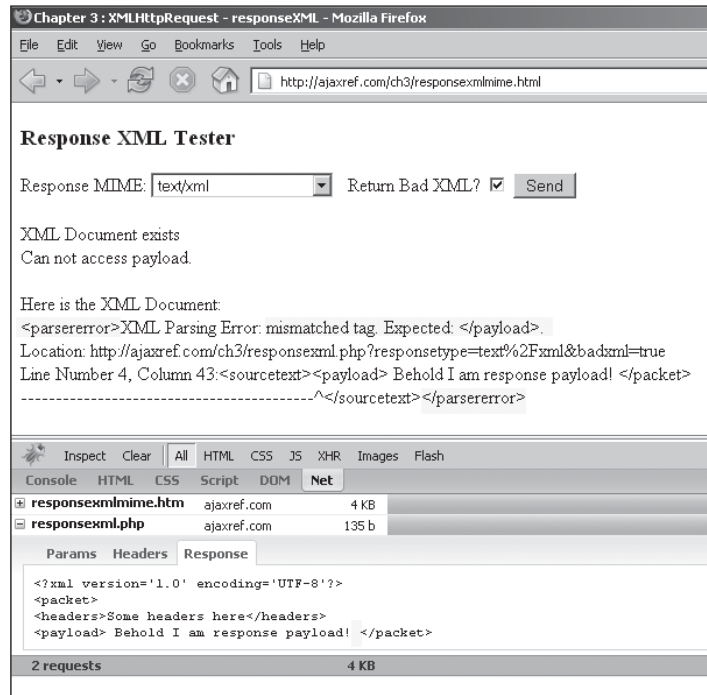 Chapter 3 : XMLHttpRequest - responseXML - Mozilla Firefox
File Edit View Go Bookmarks Tools Help
http://ajaxref.com/ch3/responsexmlmime.html
Response XML Tester
Response MIME: text/xml Return Bad XML? Send
XML Document exists
Can not access payload.
Here is the XML Document:
<parsererror>XML Parsing Error: mismatched tag. Expected: </payload>.
Location: http://ajaxref.com/ch3/responsexml.php?responsetype=text%2Fxml&badxml=true
Line Number 4, Column 43:<sourcetext><payload> Behold I am response payload! </packet>
------------------------------------------^</sourcetext></parsererror>
Inspect Clear All HTML CSS JS XHR Images Flash
Console HTML CSS Script DOM Net
responsexmlmime.htm ajaxref.com 4 KB
responsexml.php ajaxref.com 135 b
Params Headers Response
<?xml version='1.0' encoding='UTF-8'?>
<packet>
<headers>Some headers here</headers>
<payload> Behold I am response payload! </packet>
2 requests 4 KB